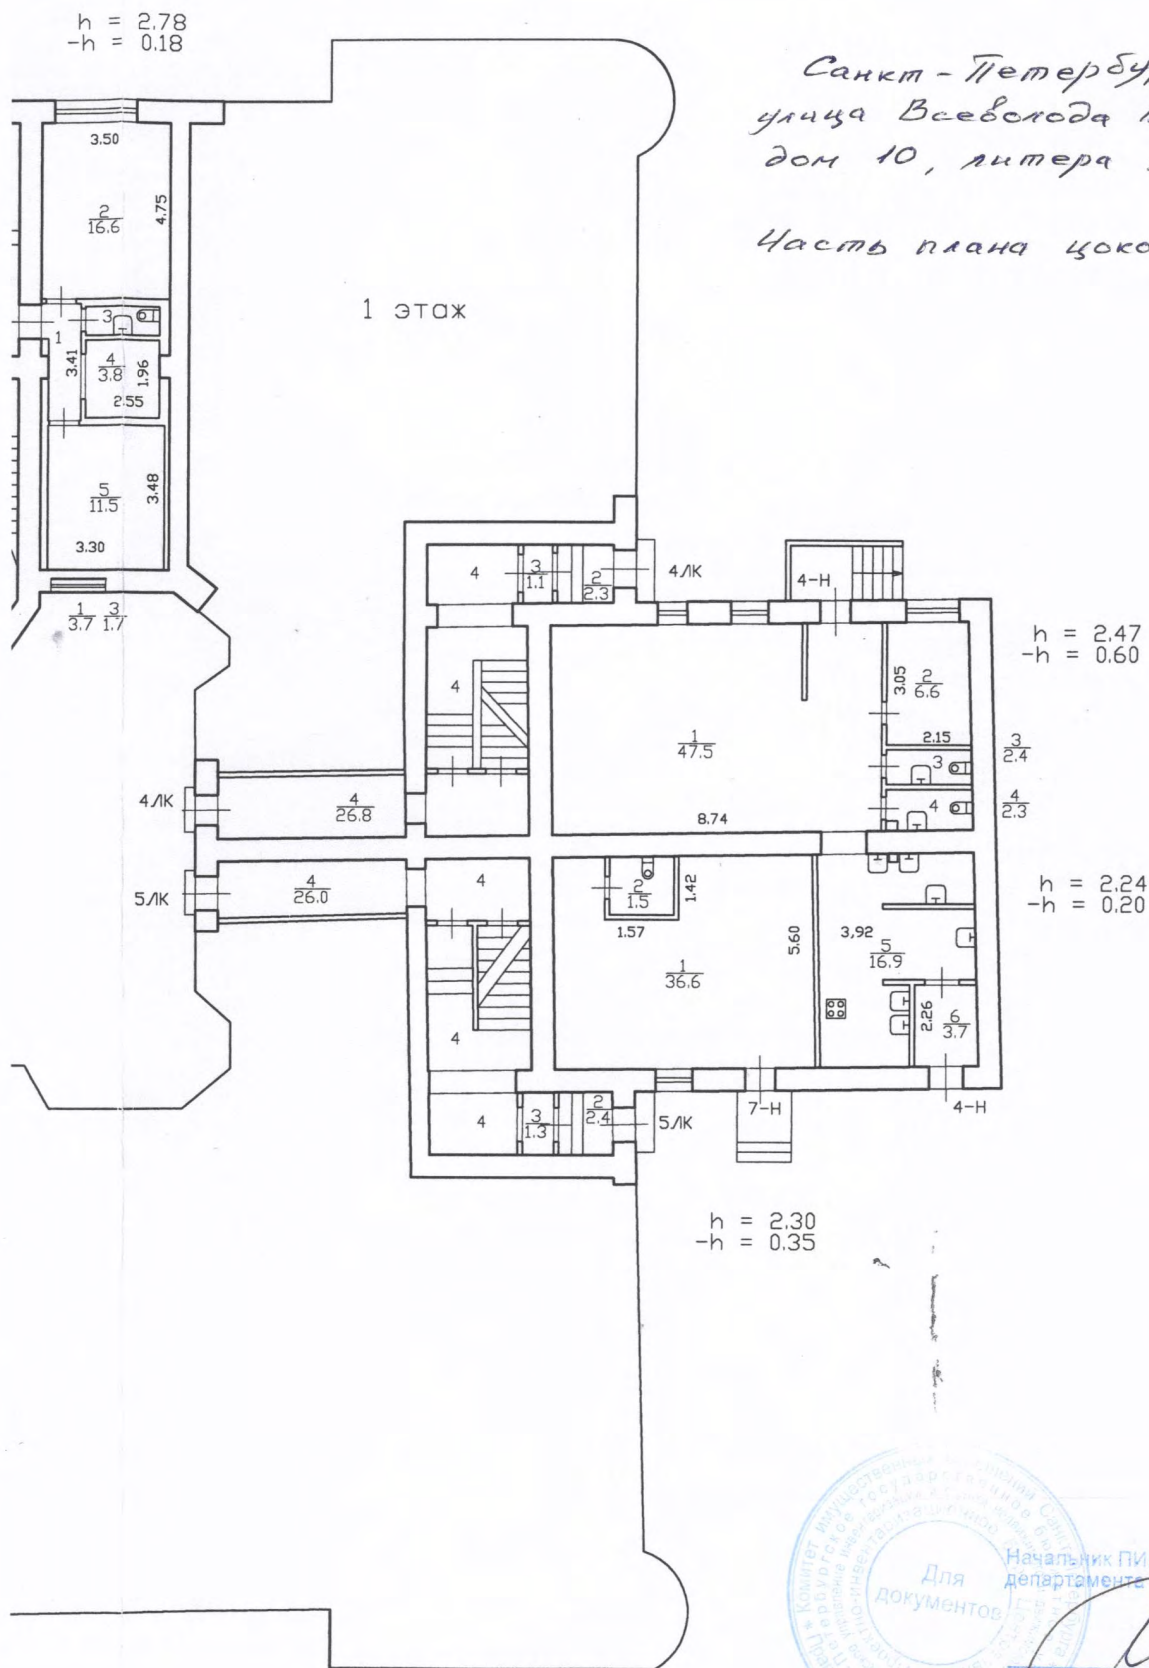 h = 2.78
-h = 0.18
Санкт-Петербу
улица Всеволода
дом 10, литера
Часть плана цоко
3.50
2
16.6
4.75
1 этаж
3
1
3.41
4
3.8
1.96
2.55
5
11.5
3.48
3.30
1
3.7
3
1.7
4
3
1.1
2
2.3
4ЛК
4-Н
h = 2.47
-h = 0.60
4
3.05
2
6.6
2.15
1
47.5
3
3
2.4
4
4
2.3
8.74
4ЛК
4
26.8
5ЛК
4
26.0
4
2
1.5
1.42
1.57
5.60
3,92
5
16.9
h = 2.24
-h = 0.20
1
36.6
2.26
6
3.7
4
4
3
1.3
2
2.4
5ЛК
7-Н
4-Н
h = 2.30
-h = 0.35
Для
документов
Начальник ПИ
департамента